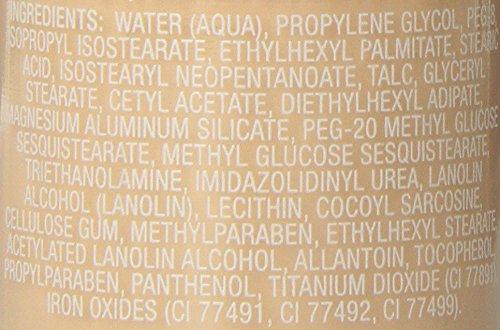 INGREDIENTS: WATER (AQUA), PROPYLENE GLYCOL, PEG-
ISOPROPYL ISOSTEARATE, ETHYLHEXYL PALMITATE, STEARIC
ACID, ISOSTEARYL NEOPENTANOATE, TALC, GLYCERYL
STEARATE, CETYL ACETATE, DIETHYLHEXYL ADIPATE,
MAGNESIUM ALUMINUM SILICATE, PEG-20 METHYL GLUCOSE
SESQUISTEARATE, METHYL GLUCOSE SESQUISTEARATE,
TRIETHANOLAMINE, IMIDAZOLIDINYL UREA, LANOLIN
ALCOHOL (LANOLIN), LECITHIN, COCOYL SARCOSINE,
CELLULOSE GUM, METHYLPARABEN, ETHYLPARABEN,
ACETYLATED LANOLIN ALCOHOL, ALLANTOIN, TOCOPHEROL,
PROPYLPARABEN, PANTHENOL, TITANIUM DIOXIDE (CI 77891),
IRON OXIDES (CI 77491, CI 77492, CI 77499).